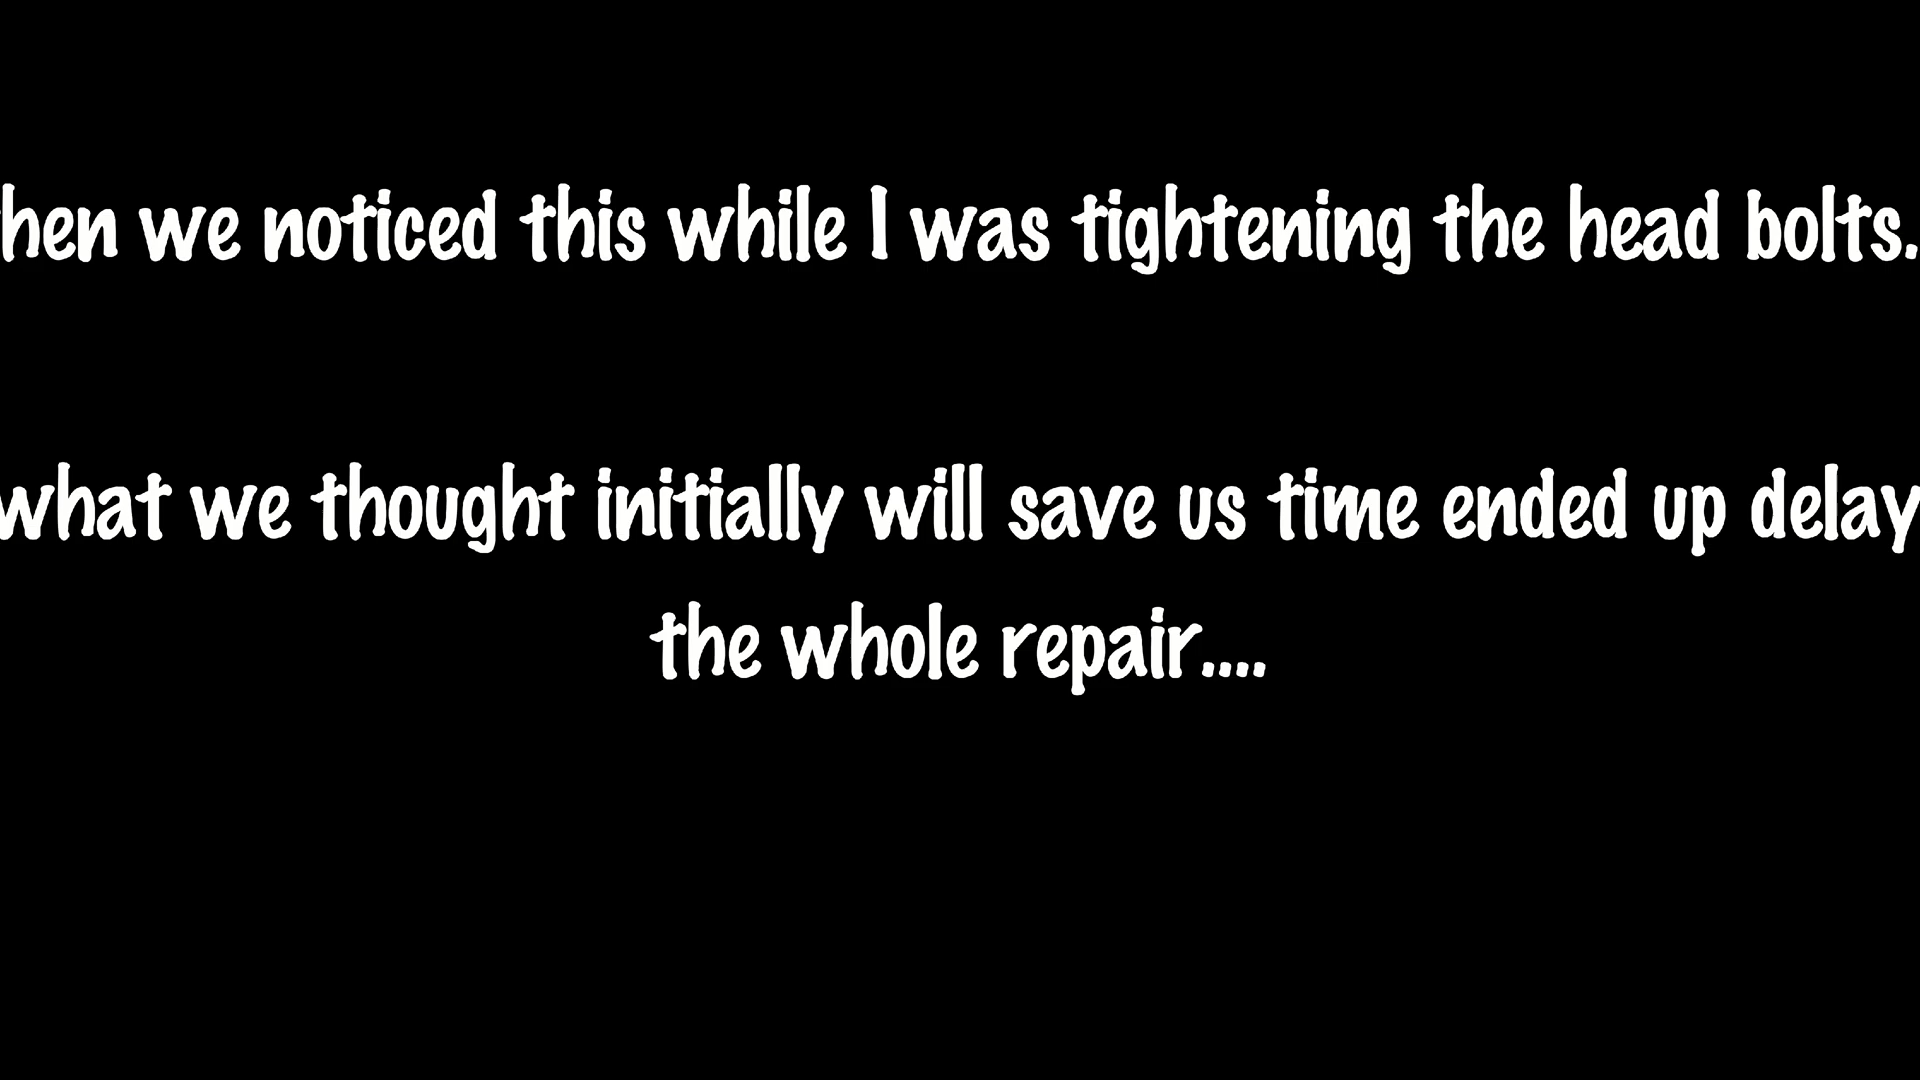 hen we noticed this while I was tightening the head bolts.
what we thought initially will save us time ended up delay
the whole repair....